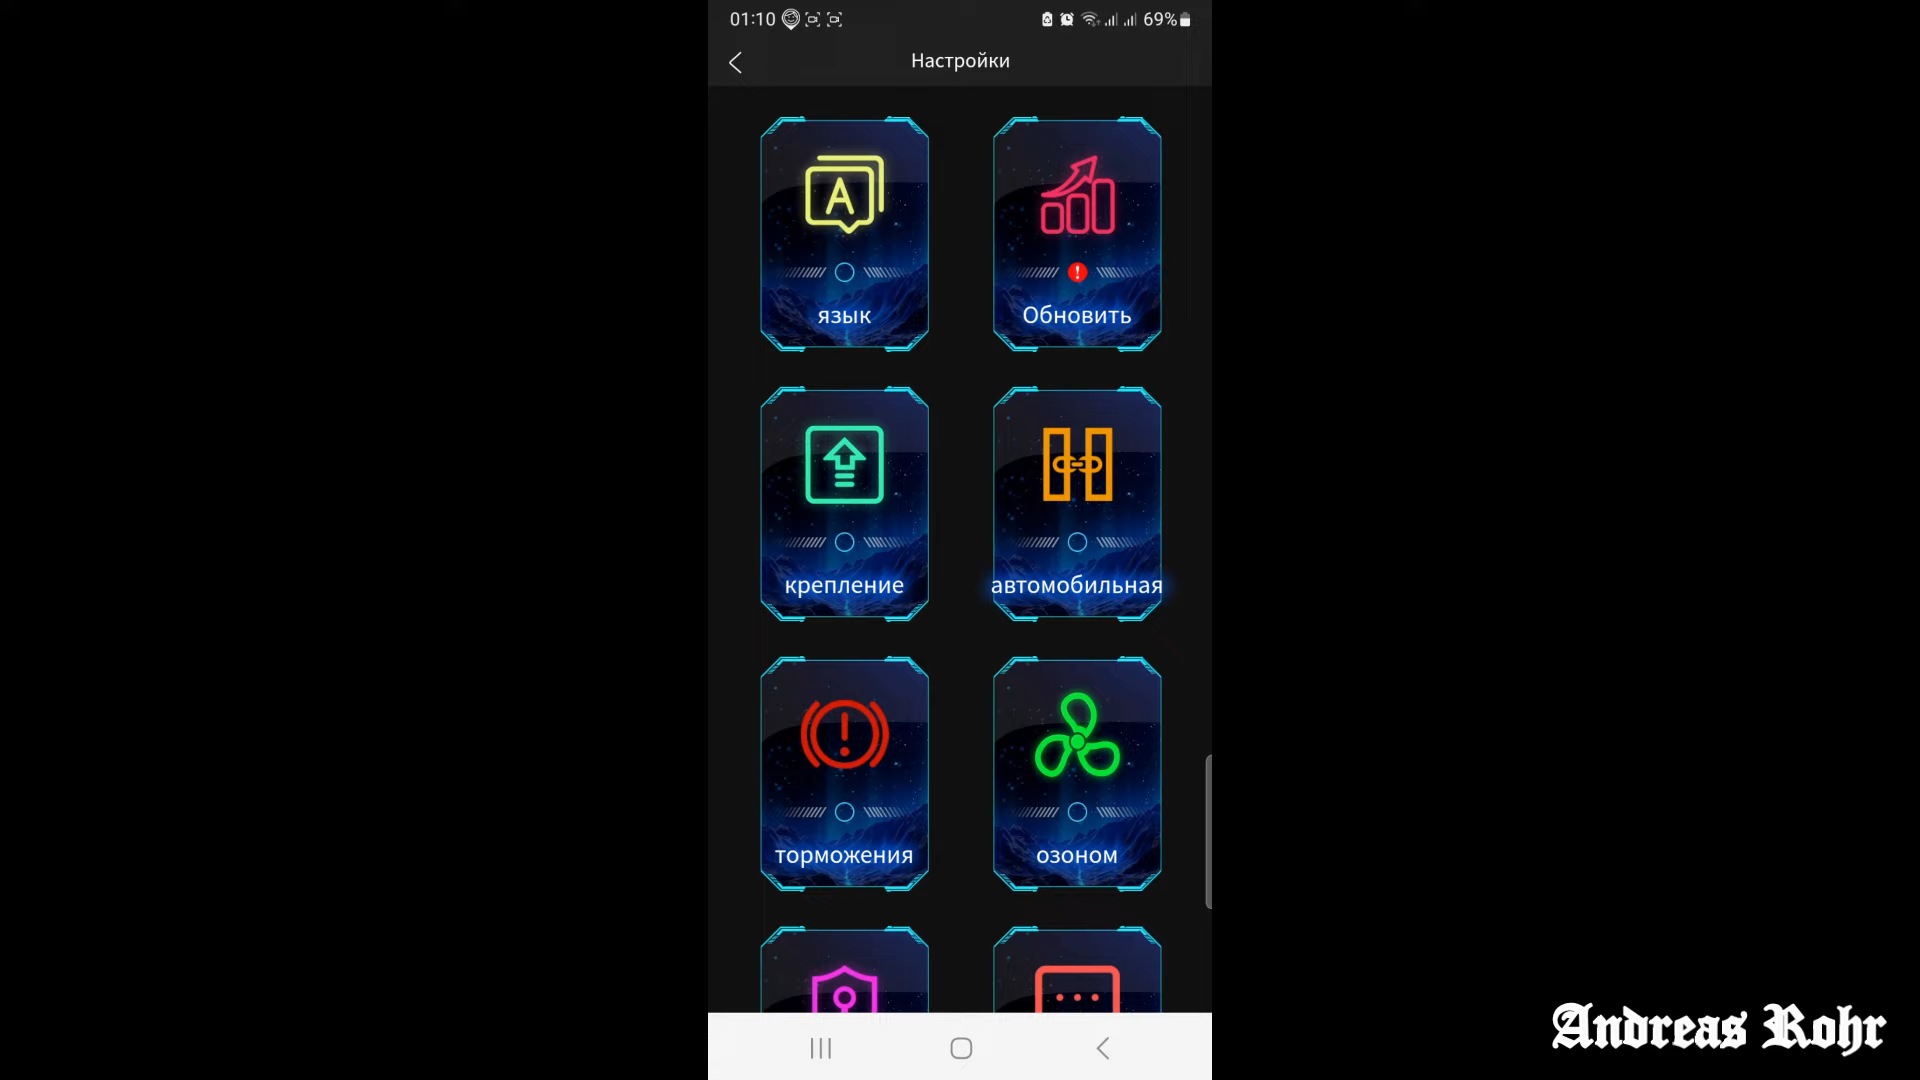 01:10
69%
Настройки
A
язык
Обновить
крепление
автомобильная
торможения
озоном
Andreas Rohr